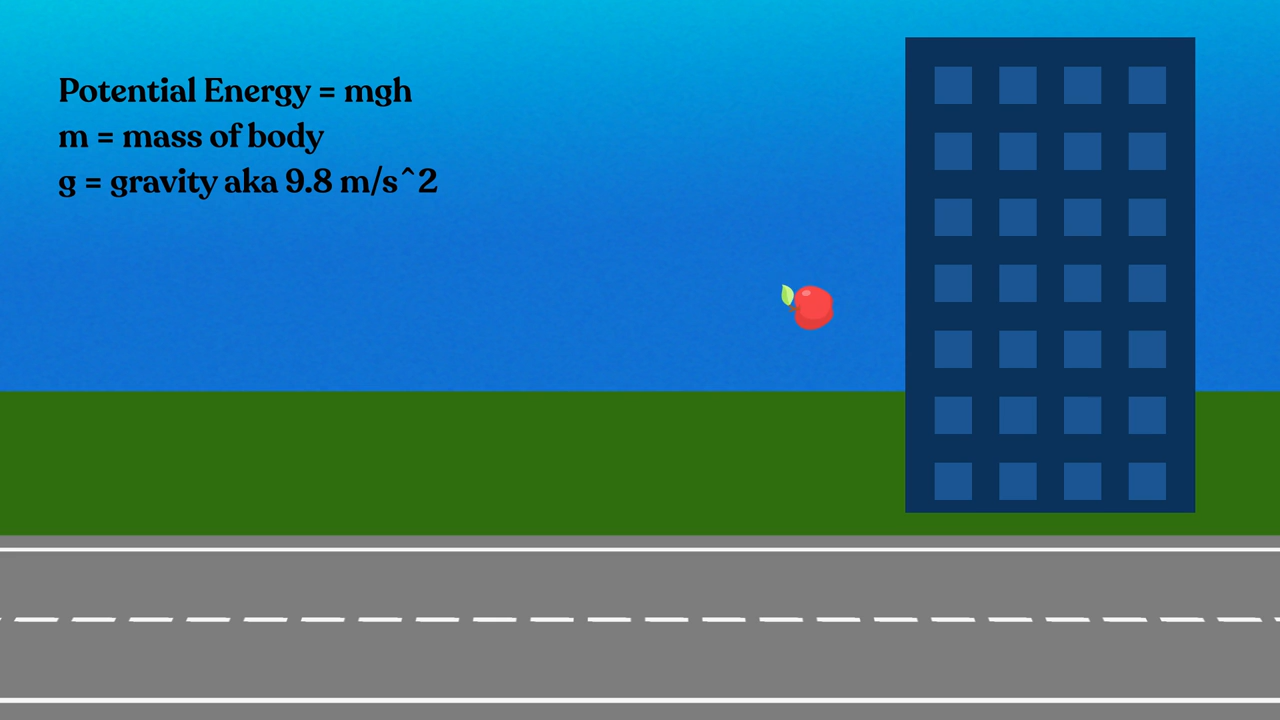 Potential Energy = mgh
m = mass of body
g = gravity aka 9.8 m/s^2